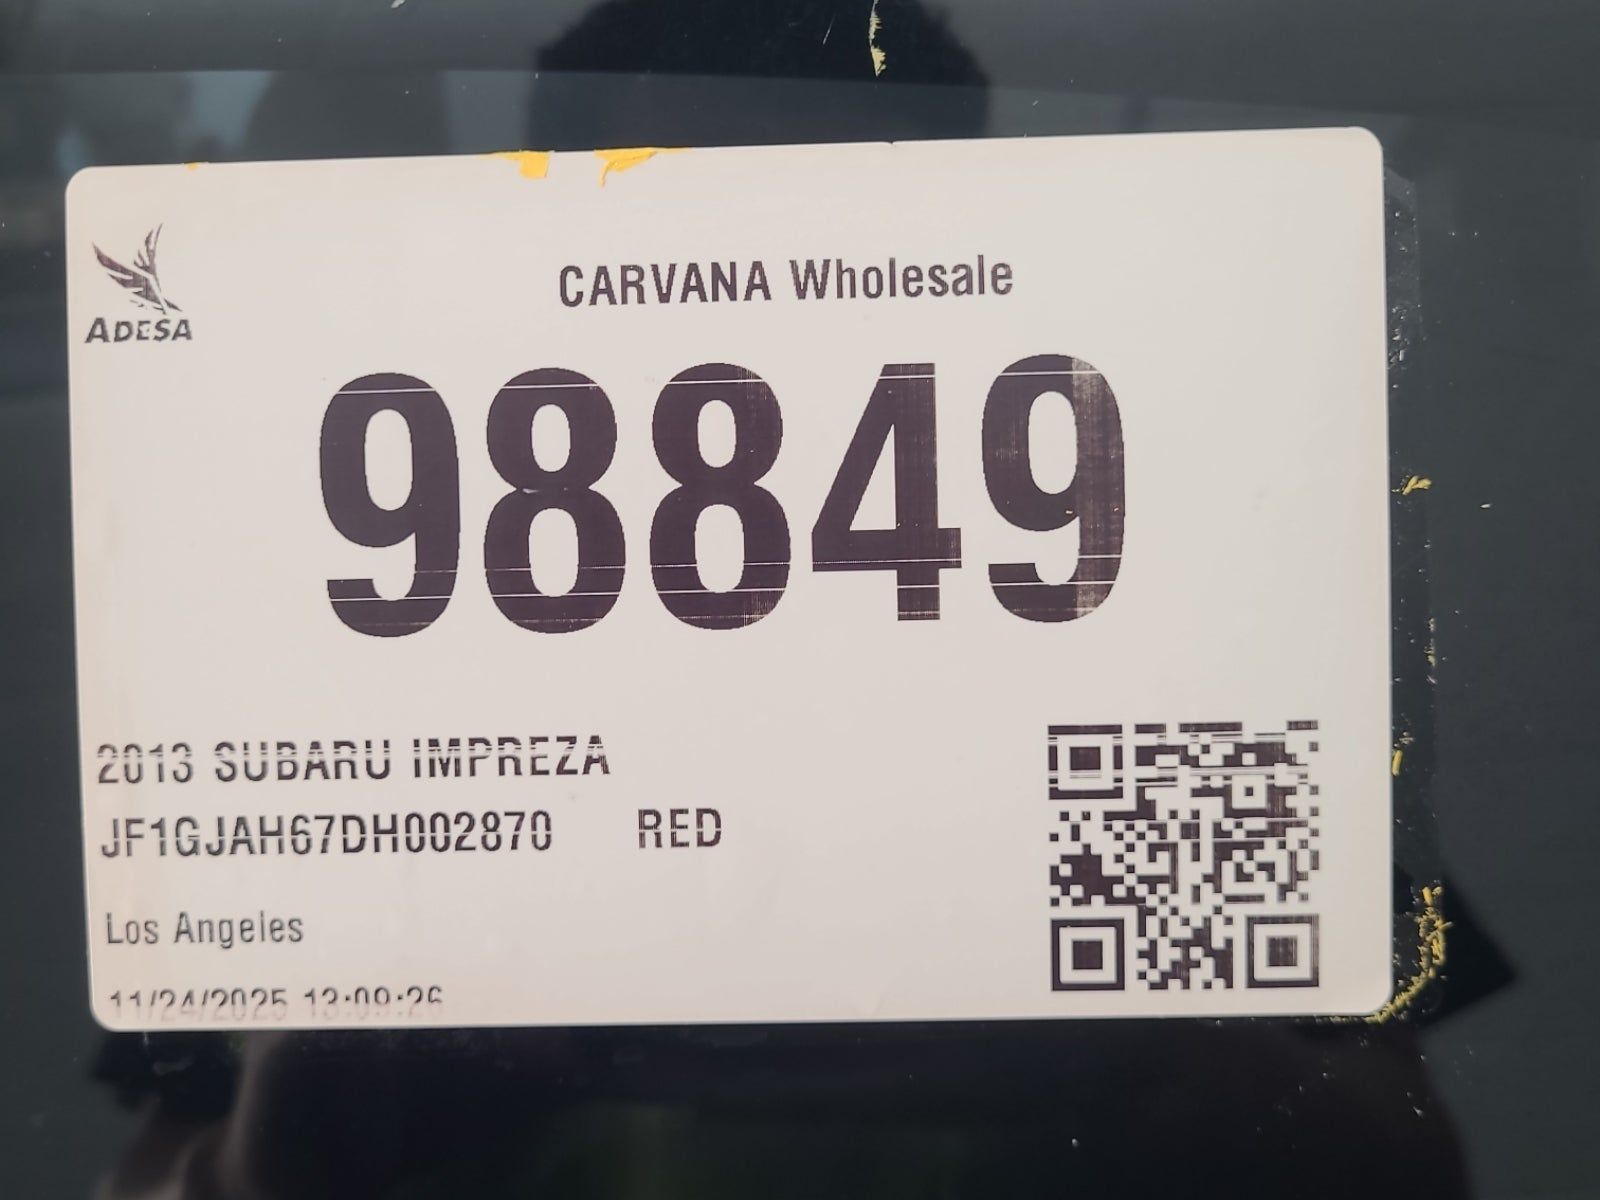 ADESA
CARVANA Wholesale
98849
2013 SUBARU IMPREZA
JF1GJAH67DH002870 RED
Los Angeles
11/24/2025 13:09:26